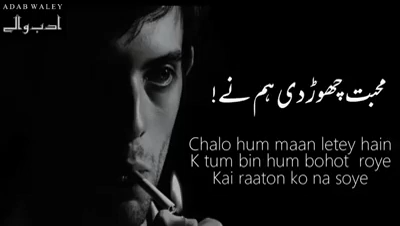 ADAB WALEY
ادب والے
محبت چھوڑ دی ہم نے !
Chalo hum maan letey hain
K tum bin hum bohot roye
Kai raaton ko na soye